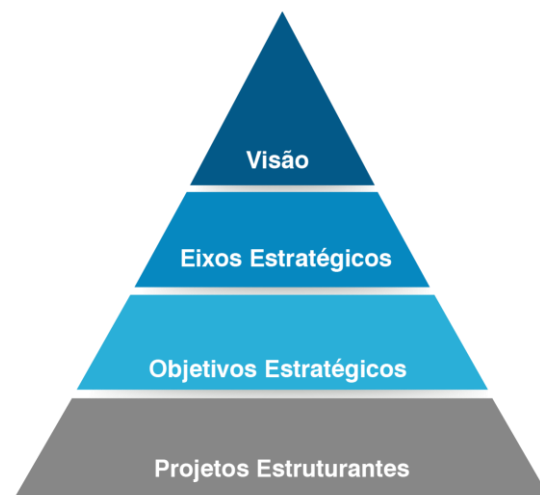 Visão
Eixos Estratégicos
Objetivos Estratégicos
Projetos Estruturantes